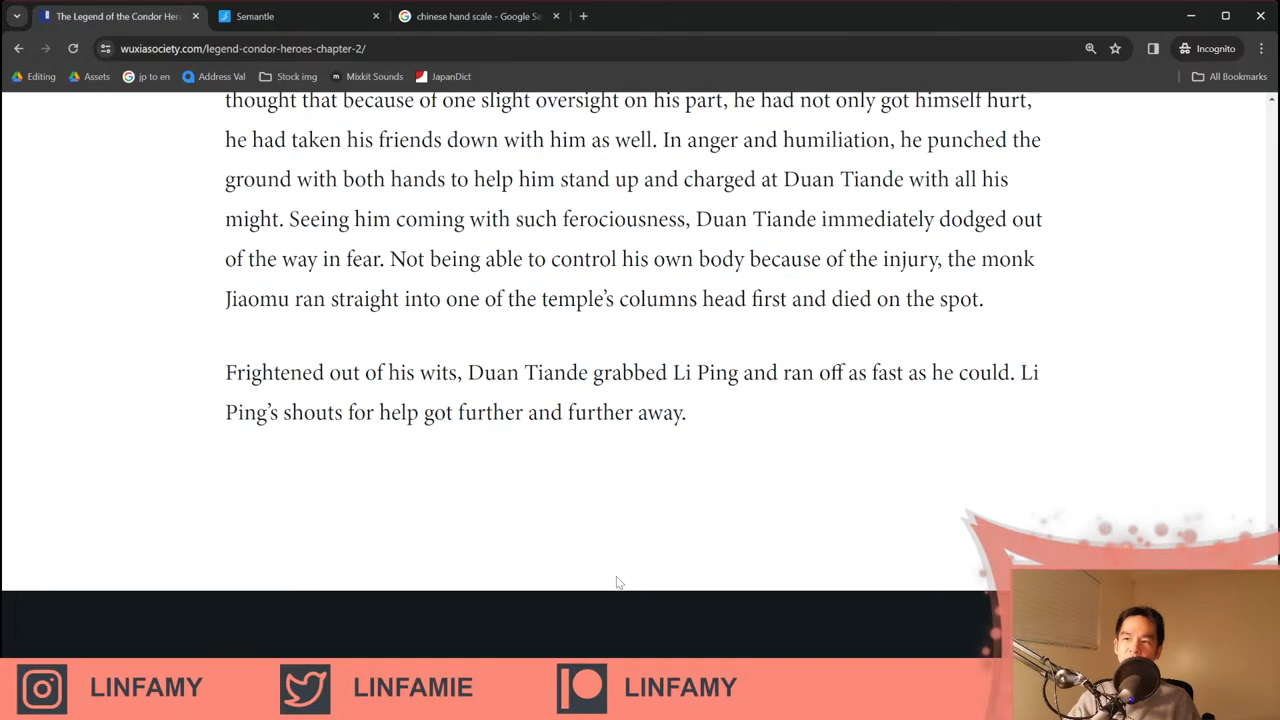 The Legend of the Condor Her
Semantle
chinese hand scale - Google Se
wuxiasociety.com/legend-condor-heroes-chapter-2/
Incognito
Editing
Assets
jp to en
Address Val
Stock img
Mixkit Sounds
JapanDict
All Bookmarks
thought that because of one slight oversight on his part, he had not only got himself hurt,
he had taken his friends down with him as well. In anger and humiliation, he punched the
ground with both hands to help him stand up and charged at Duan Tiande with all his
might. Seeing him coming with such ferociousness, Duan Tiande immediately dodged out
of the way in fear. Not being able to control his own body because of the injury, the monk
Jiaomu ran straight into one of the temple’s columns head first and died on the spot.
Frightened out of his wits, Duan Tiande grabbed Li Ping and ran off as fast as he could. Li
Ping’s shouts for help got further and further away.
LINFAMY
LINFAMIE
LINFAMY